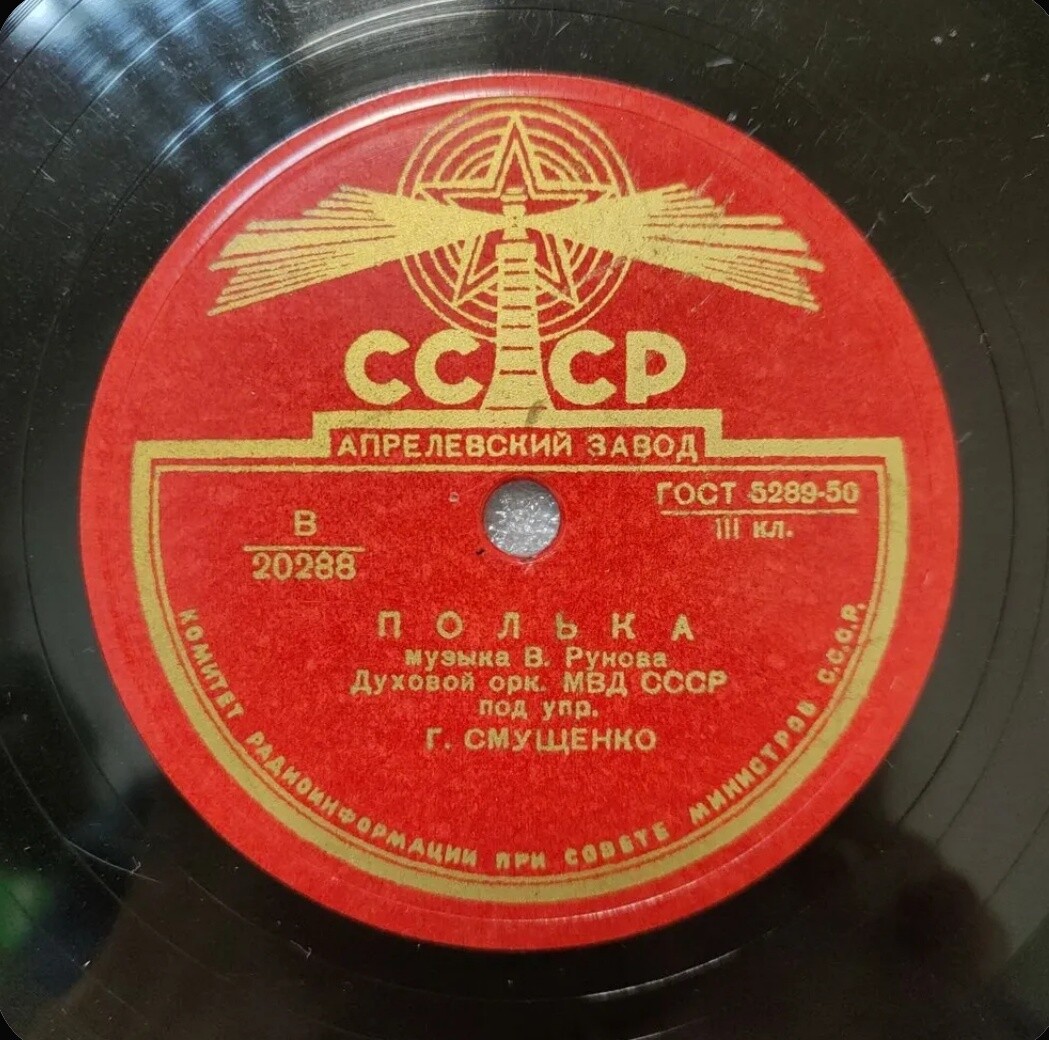 СССР
АПРЕЛЕВСКИЙ ЗАВОД
ГОСТ 5289-50
III кл.
В
20288
ПОЛЬКА
музыка В. Рунова
Духовой орк. МВД СССР
под упр.
Г. СМУЩЕНКО
КОМИТЕТ РАДИОИНФОРМАЦИИ ПРИ СОВЕТЕ МИНИСТРОВ С.С.С.Р.